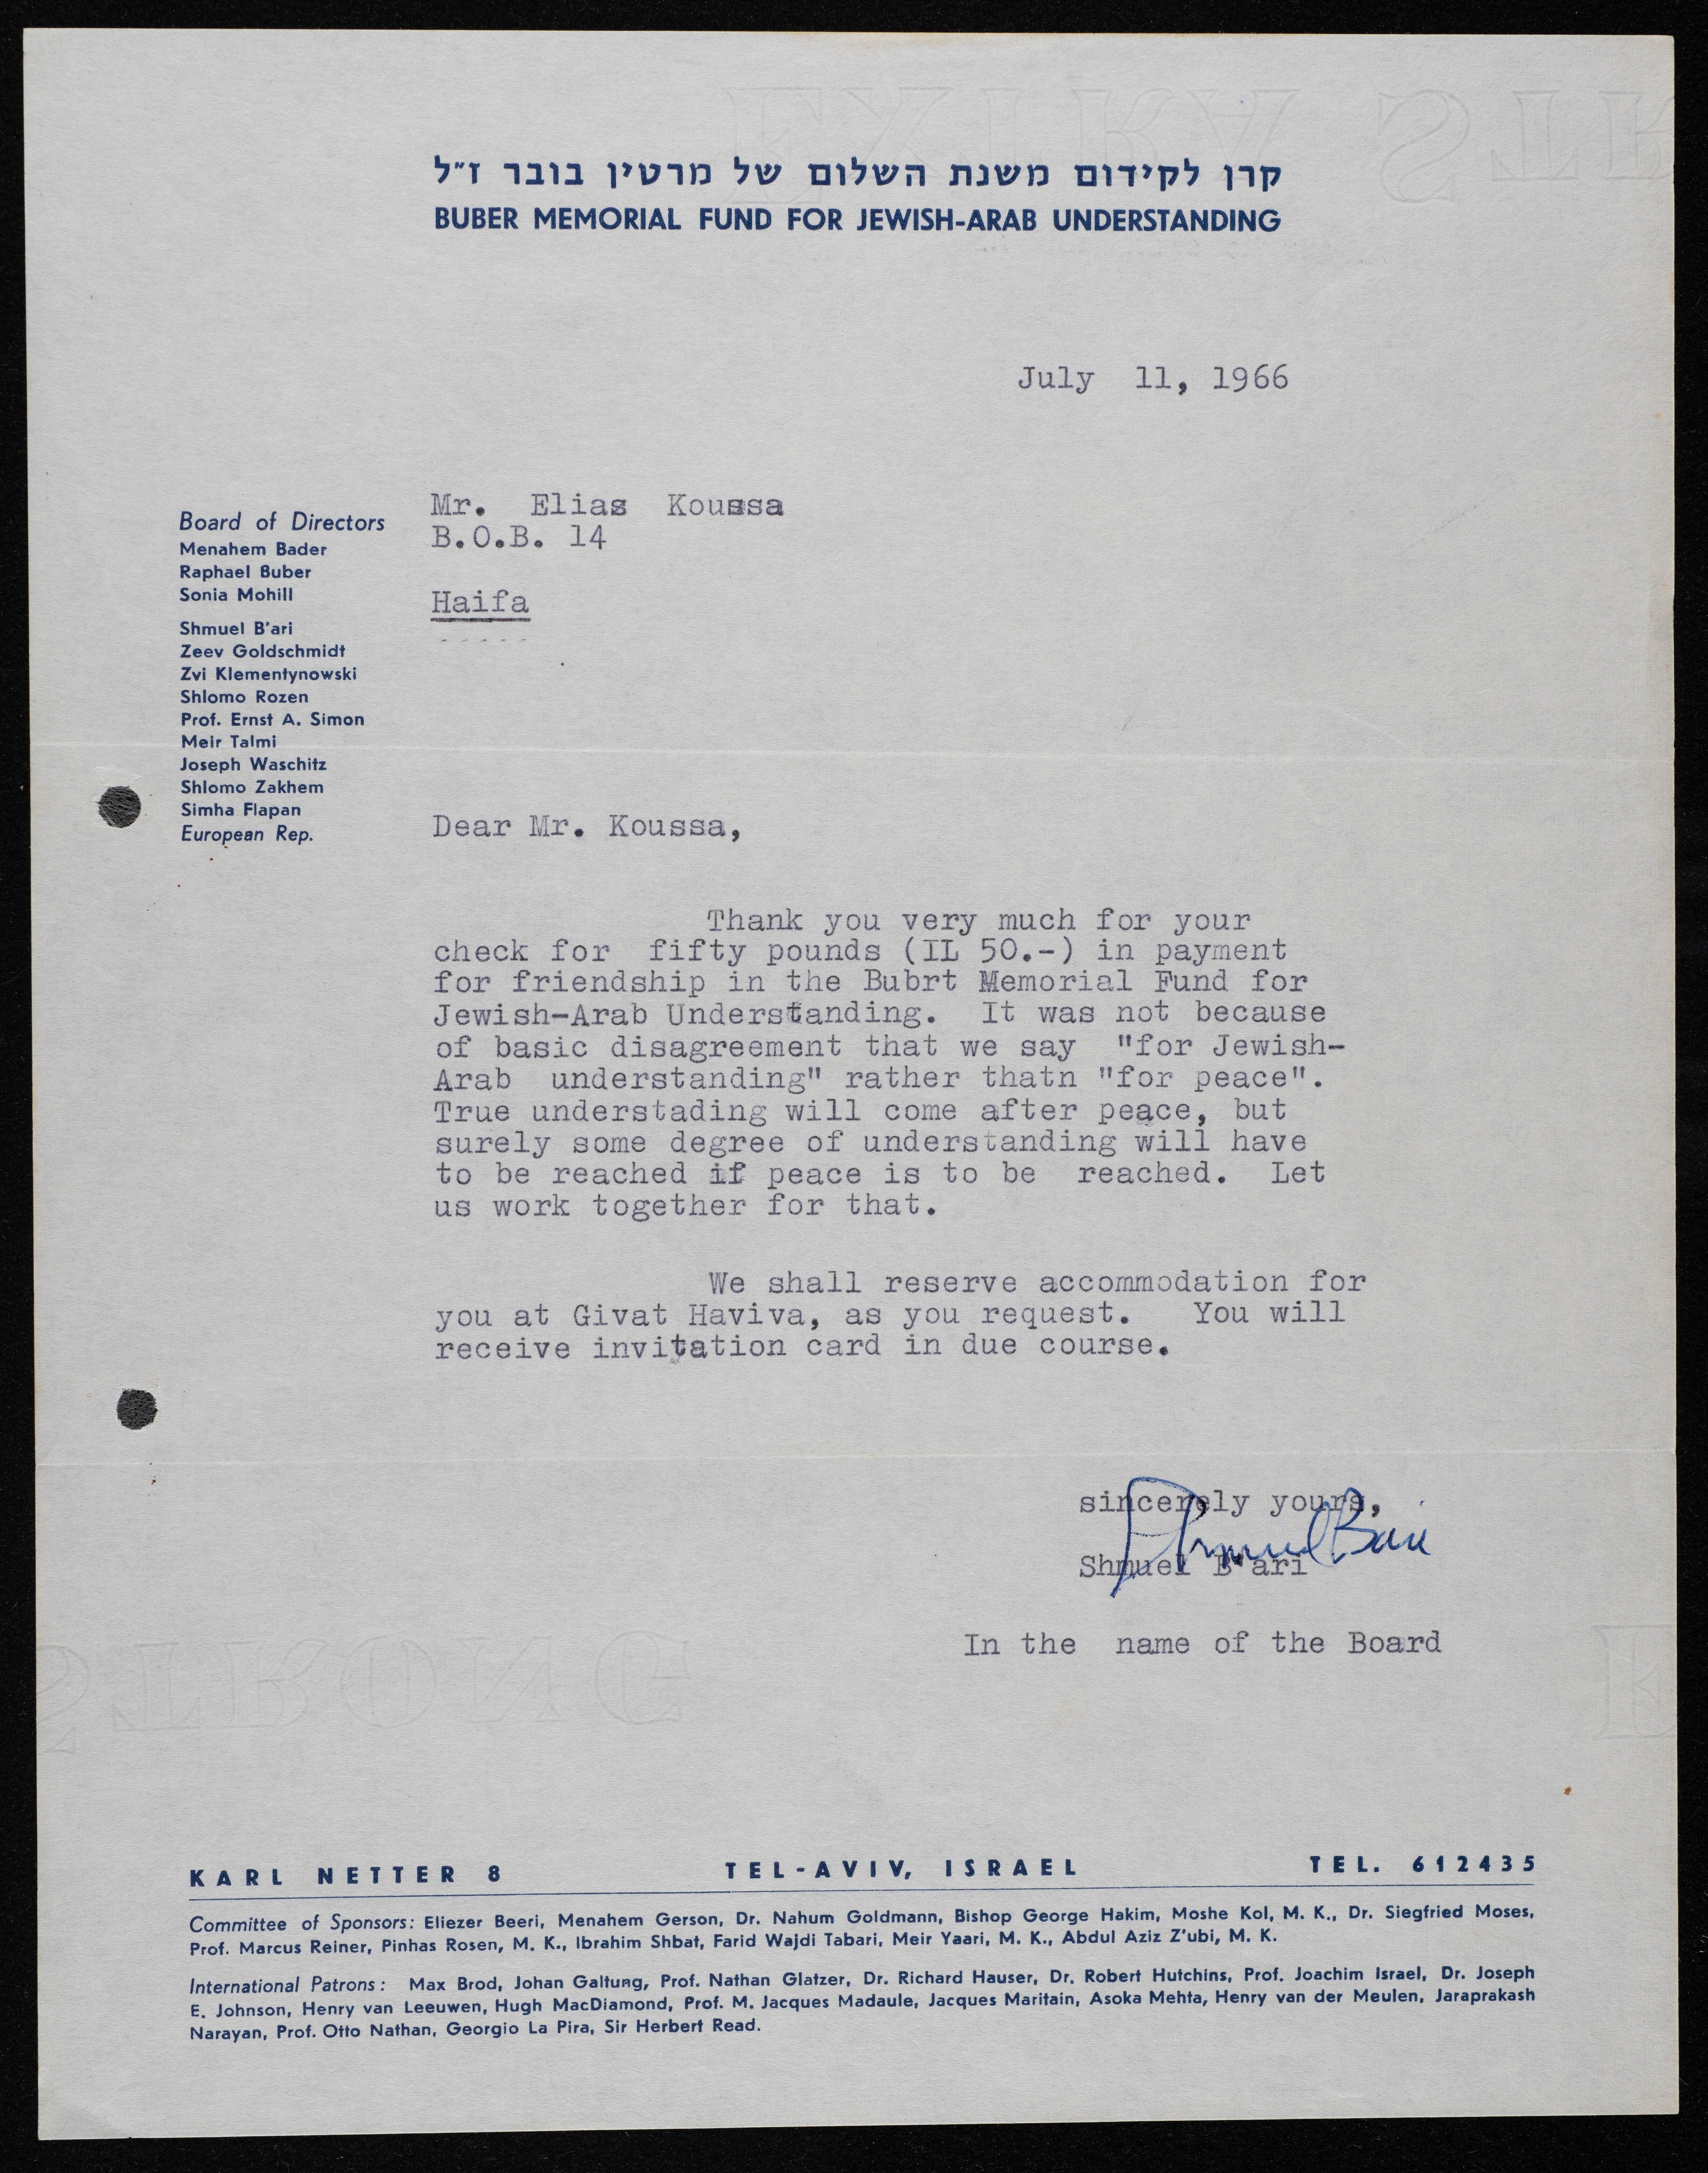 קרן לקידום משנת השלום של מרטין בובר ז״ל
BUBER MEMORIAL FUND FOR JEWISH-ARAB UNDERSTANDING
July 11, 1966
Mr. Elias Koussa
B.O.B. 14
Haifa
Board of Directors
Menahem Bader
Raphael Buber
Sonia Mohill
Shmuel B'ari
Zeev Goldschmidt
Zvi Klementynowski
Shlomo Rozen
Prof. Ernst A. Simon
Meir Talmi
Joseph Waschitz
Shlomo Zakhem
Simha Flapan
European Rep.
Dear Mr. Koussa,
Thank you very much for your
check for fifty pounds (IL 50.-) in payment
for friendship in the Bubrt Memorial Fund for
Jewish-Arab Understanding. It was not because
of basic disagreement that we say "for Jewish-
Arab understanding" rather thatn "for peace".
True understading will come after peace, but
surely some degree of understanding will have
to be reached if peace is to be reached. Let
us work together for that.
We shall reserve accommodation for
you at Givat Haviva, as you request. You will
receive invitation card in due course.
sincerely yours,
Shmuel Bari
Shmuel B'ari
In the name of the Board
EXTRA STR
STRONG
E
KARL NETTER 8 TEL-AVIV, ISRAEL TEL. 612435
Committee of Sponsors: Eliezer Beeri, Menahem Gerson, Dr. Nahum Goldmann, Bishop George Hakim, Moshe Kol, M. K., Dr. Siegfried Moses,
Prof. Marcus Reiner, Pinhas Rosen, M. K., Ibrahim Shbat, Farid Wajdi Tabari, Meir Yaari, M. K., Abdul Aziz Z'ubi, M. K.
International Patrons: Max Brod, Johan Galtung, Prof. Nathan Glatzer, Dr. Richard Hauser, Dr. Robert Hutchins, Prof. Joachim Israel, Dr. Joseph
E. Johnson, Henry van Leeuwen, Hugh MacDiamond, Prof. M. Jacques Madaule, Jacques Maritain, Asoka Mehta, Henry van der Meulen, Jaraprakash
Narayan, Prof. Otto Nathan, Georgio La Pira, Sir Herbert Read.